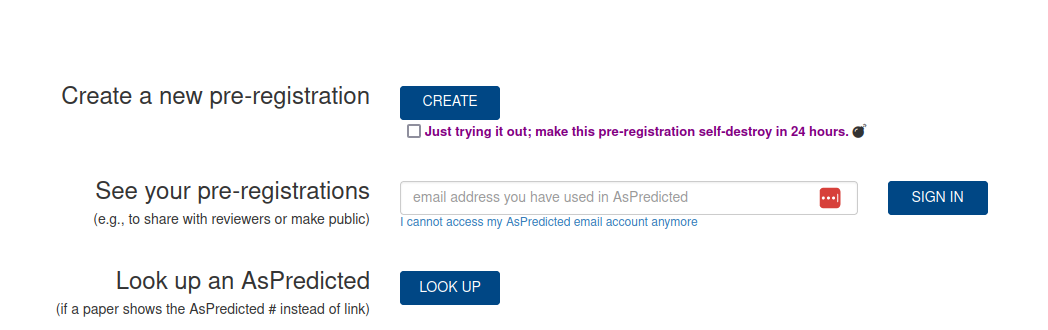 Create a new pre-registration
CREATE
Just trying it out; make this pre-registration self-destroy in 24 hours. 💣
See your pre-registrations
(e.g., to share with reviewers or make public)
email address you have used in AsPredicted
SIGN IN
I cannot access my AsPredicted email account anymore
Look up an AsPredicted
(if a paper shows the AsPredicted # instead of link)
LOOK UP